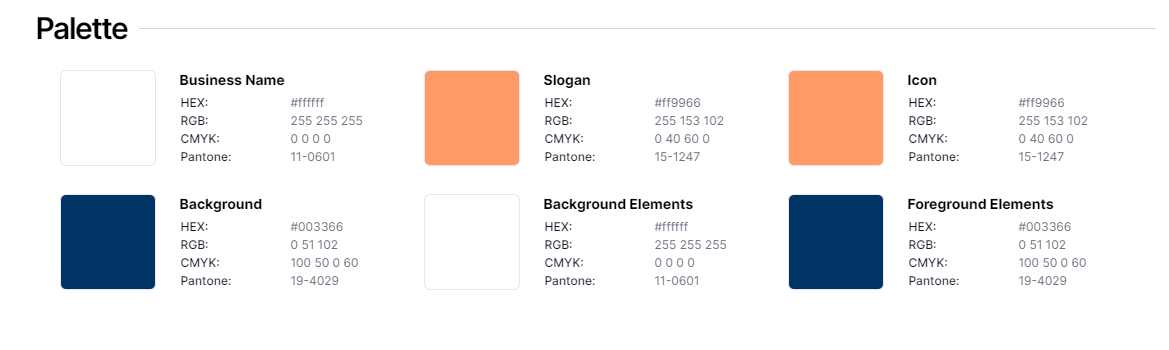 Palette
Business Name
HEX: #ffffff
RGB: 255 255 255
CMYK: 0 0 0 0
Pantone: 11-0601
Slogan
HEX: #ff9966
RGB: 255 153 102
CMYK: 0 40 60 0
Pantone: 15-1247
Icon
HEX: #ff9966
RGB: 255 153 102
CMYK: 0 40 60 0
Pantone: 15-1247
Background
HEX: #003366
RGB: 0 51 102
CMYK: 100 50 0 60
Pantone: 19-4029
Background Elements
HEX: #ffffff
RGB: 255 255 255
CMYK: 0 0 0 0
Pantone: 11-0601
Foreground Elements
HEX: #003366
RGB: 0 51 102
CMYK: 100 50 0 60
Pantone: 19-4029